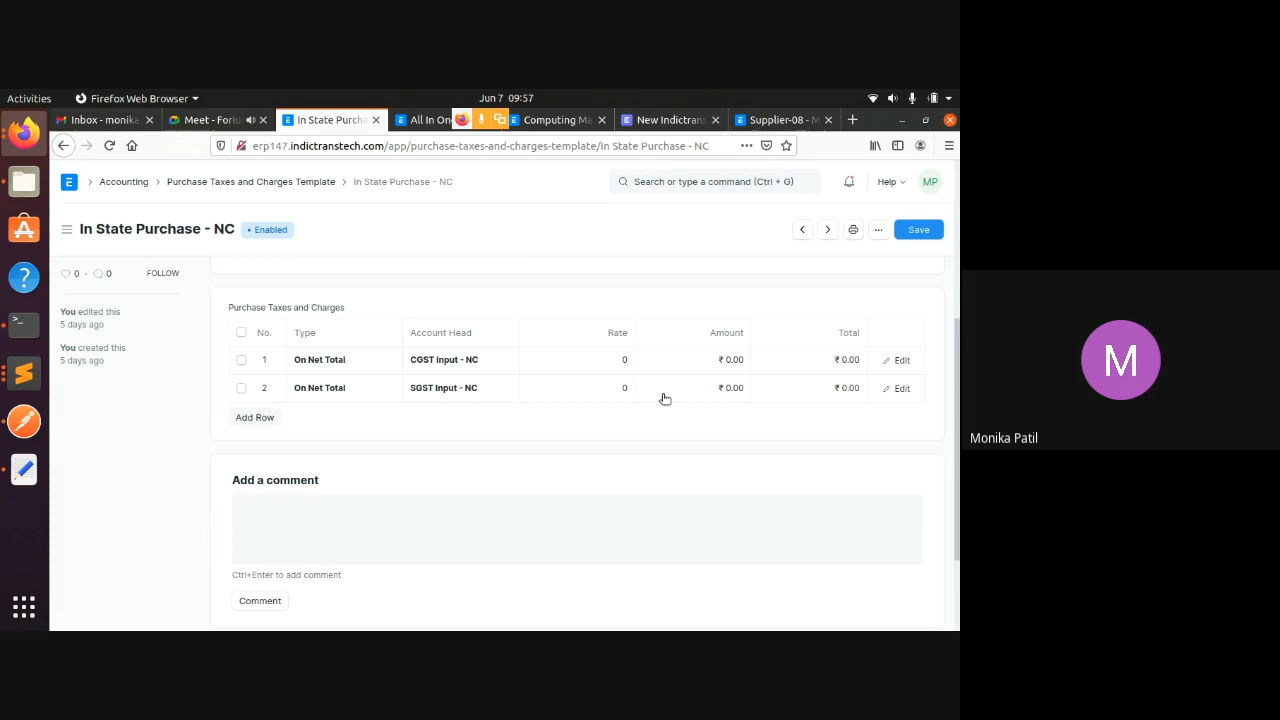 Activities
Firefox Web Browser
Jun 7 09:57
Inbox - monika
Meet - Foriu
In State Purcha
All In On
Computing Ma
New Indictrans
Supplier-08 - M
erp147.indictranstech.com/app/purchase-taxes-and-charges-template/In State Purchase - NC
E
Accounting
Purchase Taxes and Charges Template
In State Purchase - NC
Search or type a command (Ctrl + G)
Help
MP
In State Purchase - NC
Enabled
Save
0 · 0
FOLLOW
You edited this
5 days ago
You created this
5 days ago
Purchase Taxes and Charges
No. Type Account Head Rate Amount Total
1 On Net Total CGST Input - NC 0 ₹ 0.00 ₹ 0.00 Edit
2 On Net Total SGST Input - NC 0 ₹ 0.00 ₹ 0.00 Edit
Add Row
Add a comment
Ctrl+Enter to add comment
Comment
M
Monika Patil